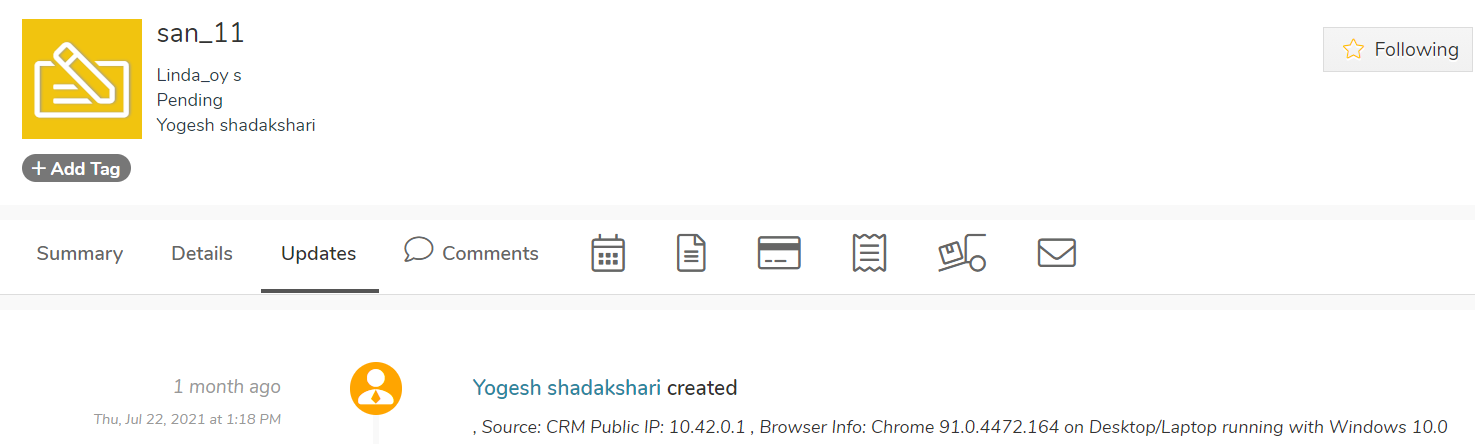 san_11
Following
Linda_oy s
Pending
Yogesh shadakshari
+ Add Tag
Summary Details Updates Comments
1 month ago Yogesh shadakshari created
Thu, Jul 22, 2021 at 1:18 PM , Source: CRM Public IP: 10.42.0.1 , Browser Info: Chrome 91.0.4472.164 on Desktop/Laptop running with Windows 10.0